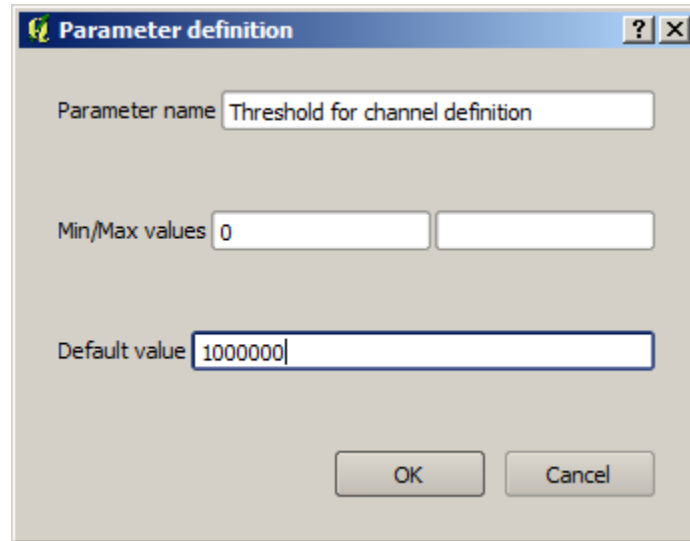 Parameter definition
Parameter name Threshold for channel definition
Min/Max values 0
Default value 1000000
OK Cancel